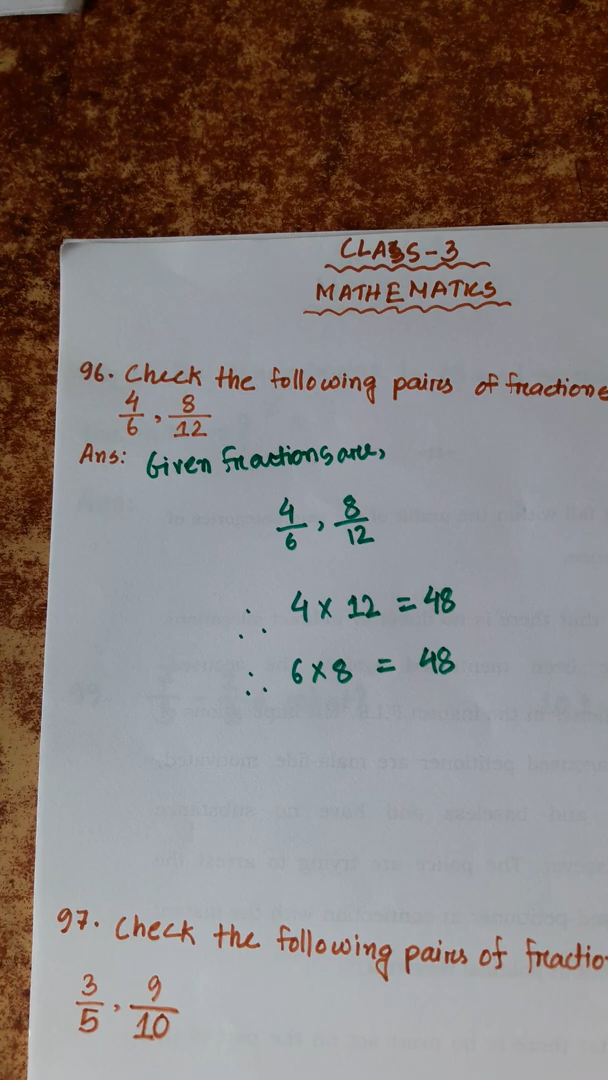 CLASS-3
MATHEMATICS
96. Check the following pairs of fractions
4/6, 8/12
Ans: Given fractions are,
4/6, 8/12
∴ 4 × 12 = 48
∴ 6 × 8 = 48
97. Check the following pairs of fractio
3/5, 9/10